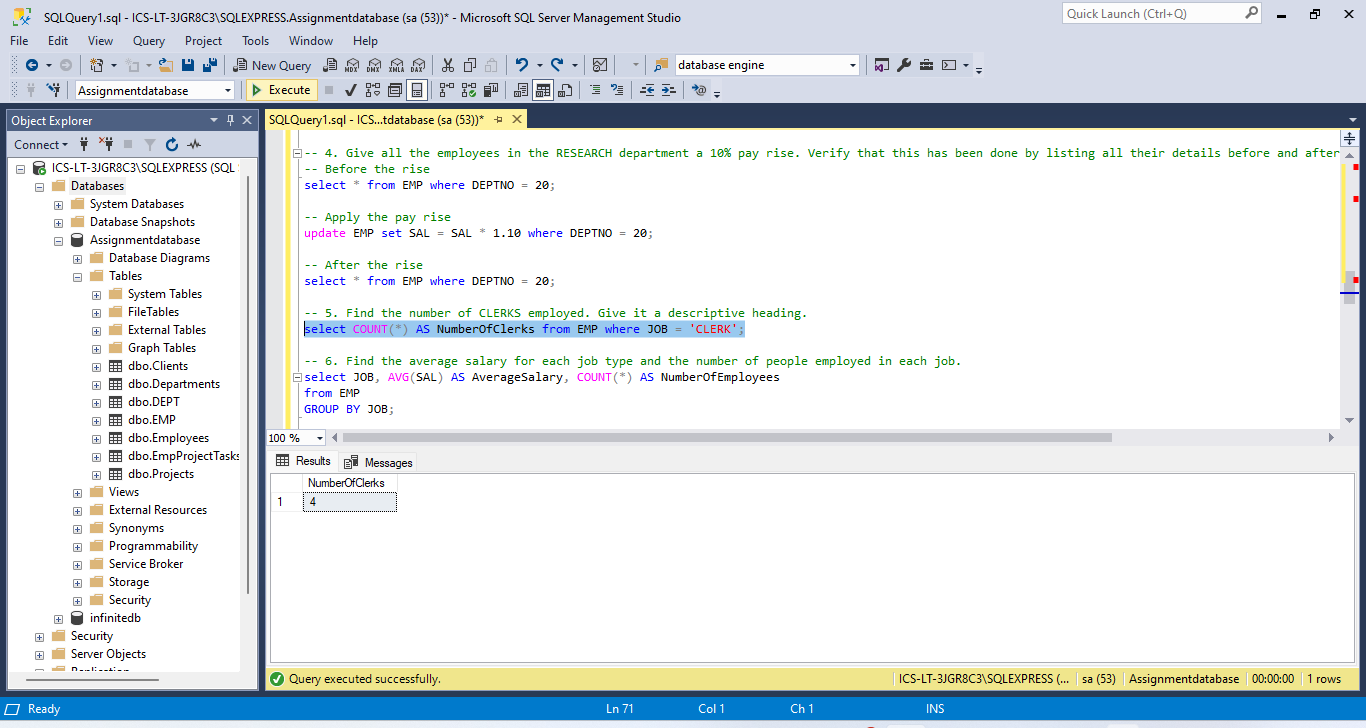 SQLQuery1.sql - ICS-LT-3JGR8C3\SQLEXPRESS.Assignmentdatabase (sa (53))* - Microsoft SQL Server Management Studio
Quick Launch (Ctrl+Q)
File Edit View Query Project Tools Window Help
New Query MDX DMX XMLA DAX database engine
Assignmentdatabase Execute
Object Explorer
Connect
ICS-LT-3JGR8C3\SQLEXPRESS (SQL
Databases
System Databases
Database Snapshots
Assignmentdatabase
Database Diagrams
Tables
System Tables
FileTables
External Tables
Graph Tables
dbo.Clients
dbo.Departments
dbo.DEPT
dbo.EMP
dbo.Employees
dbo.EmpProjectTasks
dbo.Projects
Views
External Resources
Synonyms
Programmability
Service Broker
Storage
Security
infinitedb
Security
Server Objects
Replication
SQLQuery1.sql - ICS...tdatabase (sa (53))*
-- 4. Give all the employees in the RESEARCH department a 10% pay rise. Verify that this has been done by listing all their details before and after
-- Before the rise
select * from EMP where DEPTNO = 20;
-- Apply the pay rise
update EMP set SAL = SAL * 1.10 where DEPTNO = 20;
-- After the rise
select * from EMP where DEPTNO = 20;
-- 5. Find the number of CLERKS employed. Give it a descriptive heading.
select COUNT(*) AS NumberOfClerks from EMP where JOB = 'CLERK';
-- 6. Find the average salary for each job type and the number of people employed in each job.
select JOB, AVG(SAL) AS AverageSalary, COUNT(*) AS NumberOfEmployees
from EMP
GROUP BY JOB;
100 %
Results Messages
NumberOfClerks
1 4
Query executed successfully. ICS-LT-3JGR8C3\SQLEXPRESS (... sa (53) Assignmentdatabase 00:00:00 1 rows
Ready Ln 71 Col 1 Ch 1 INS